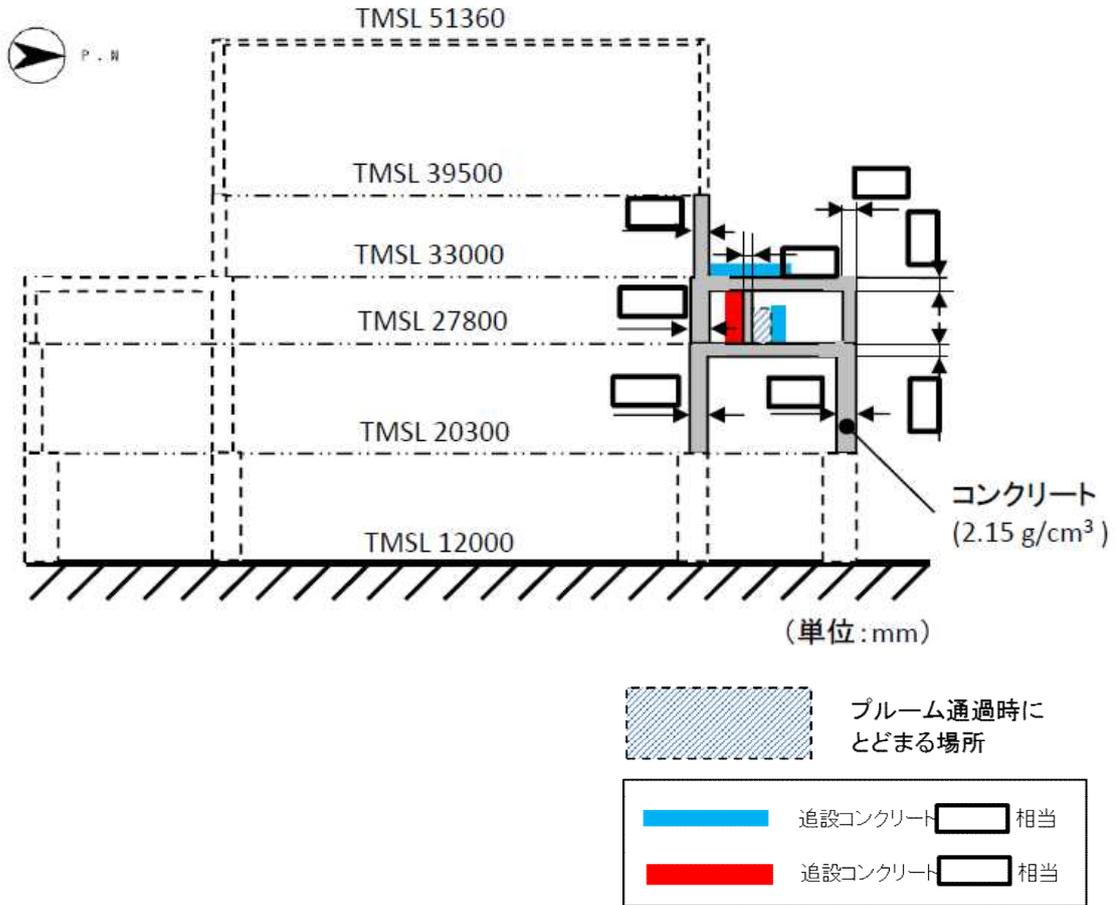 TMSL 51360
P.N
TMSL 39500
TMSL 33000
TMSL 27800
TMSL 20300
コンクリート
(2.15 g/cm³)
TMSL 12000
(単位:mm)
プルーム通過時に
とどまる場所
追設コンクリート 相当
追設コンクリート 相当